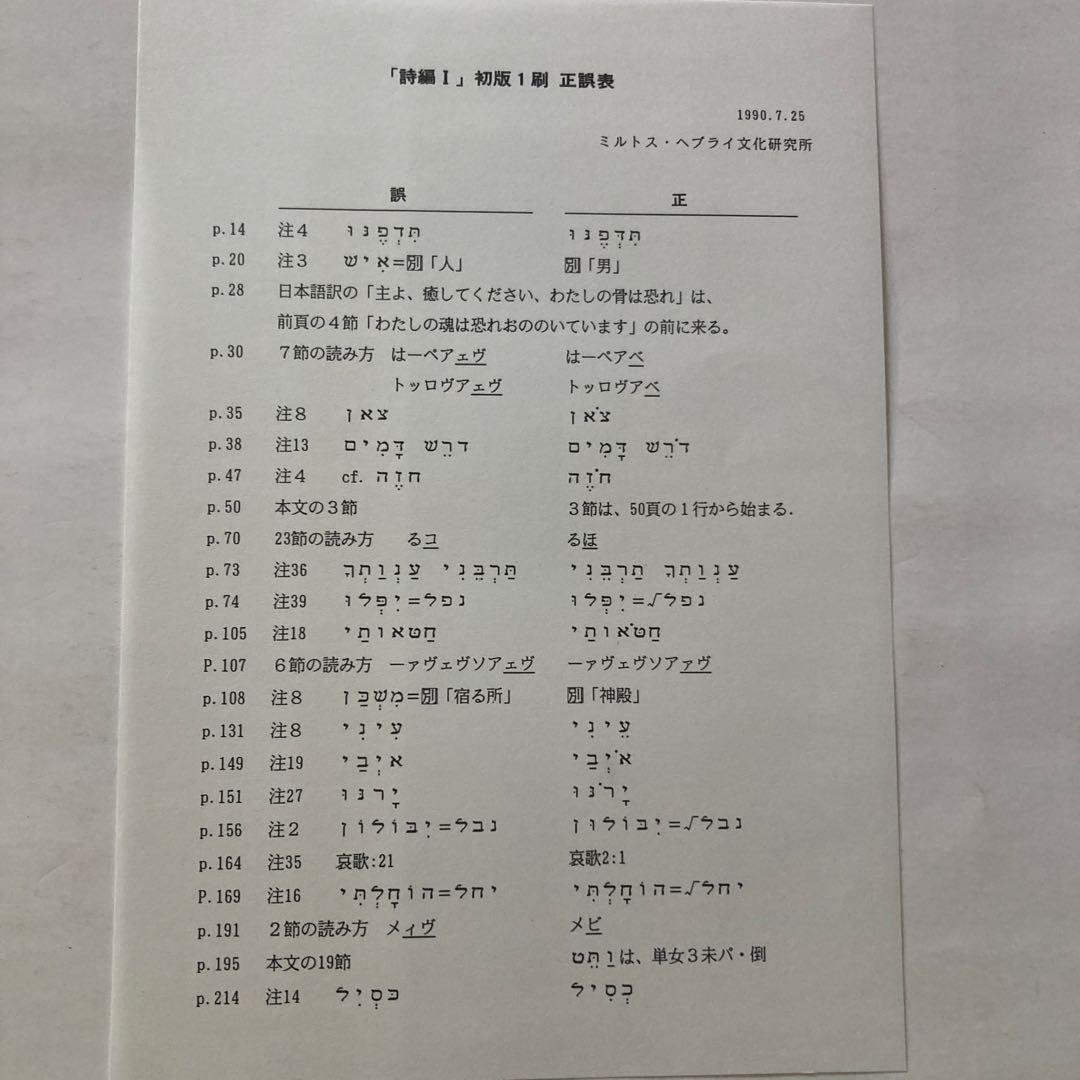 「詩編Ⅰ」初版1刷 正誤表
1990.7.25
ミルトス・ヘブライ文化研究所
誤 正
p.14 注4 תִּדְּפֶנּוּ תִּדְּפֶנּוּ
p.20 注3 אִישׁ=別「人」 別「男」
p.28 日本語訳の「主よ、癒してください、わたしの骨は恐れ」は、
前頁の4節「わたしの魂は恐れおののいています」の前に来る。
p.30 7節の読み方 はーペアェヴ はーペアベ
トッロヴアェヴ トッロヴアベ
p.35 注8 צאן צֹאן
p.38 注13 דרֵשׁ דָּמִים דֹּרֵשׁ דָּמִים
p.47 注4 cf. חזֶה חֹזֶה
p.50 本文の3節 3節は、50頁の1行から始まる.
p.70 23節の読み方 るコ るほ
p.73 注36 תַּרְבֵּנִי עַנְוַתְךָ עַנְוַתְךָ תַרְבֵּנִי
p.74 注39 נפל=יִפְּלוּ נפל√=יִפְּלוּ
p.105 注18 חַטאותַי חַטֹּאותַי
P.107 6節の読み方 ーァヴェヴソアェヴ ーァヴェヴソアァヴ
p.108 注8 מִשְׁכַּן=別「宿る所」 別「神殿」
p.131 注8 עִינִי עֵינִי
p.149 注19 איְבַי אֹיְבַי
p.151 注27 יָרנּוּ יָרֹנּוּ
p.156 注2 נבל=יִבּוֹלוֹן נבל√=יִבּוֹלוּן
p.164 注35 哀歌:21 哀歌2:1
P.169 注16 יחל=הוֹחָלְתִּי יחל√=הוֹחָלְתִּי
p.191 2節の読み方 メィヴ メビ
p.195 本文の19節 וַתֵּט は、単女3未パ・倒
p.214 注14 כּסְיִל כְּסִיל